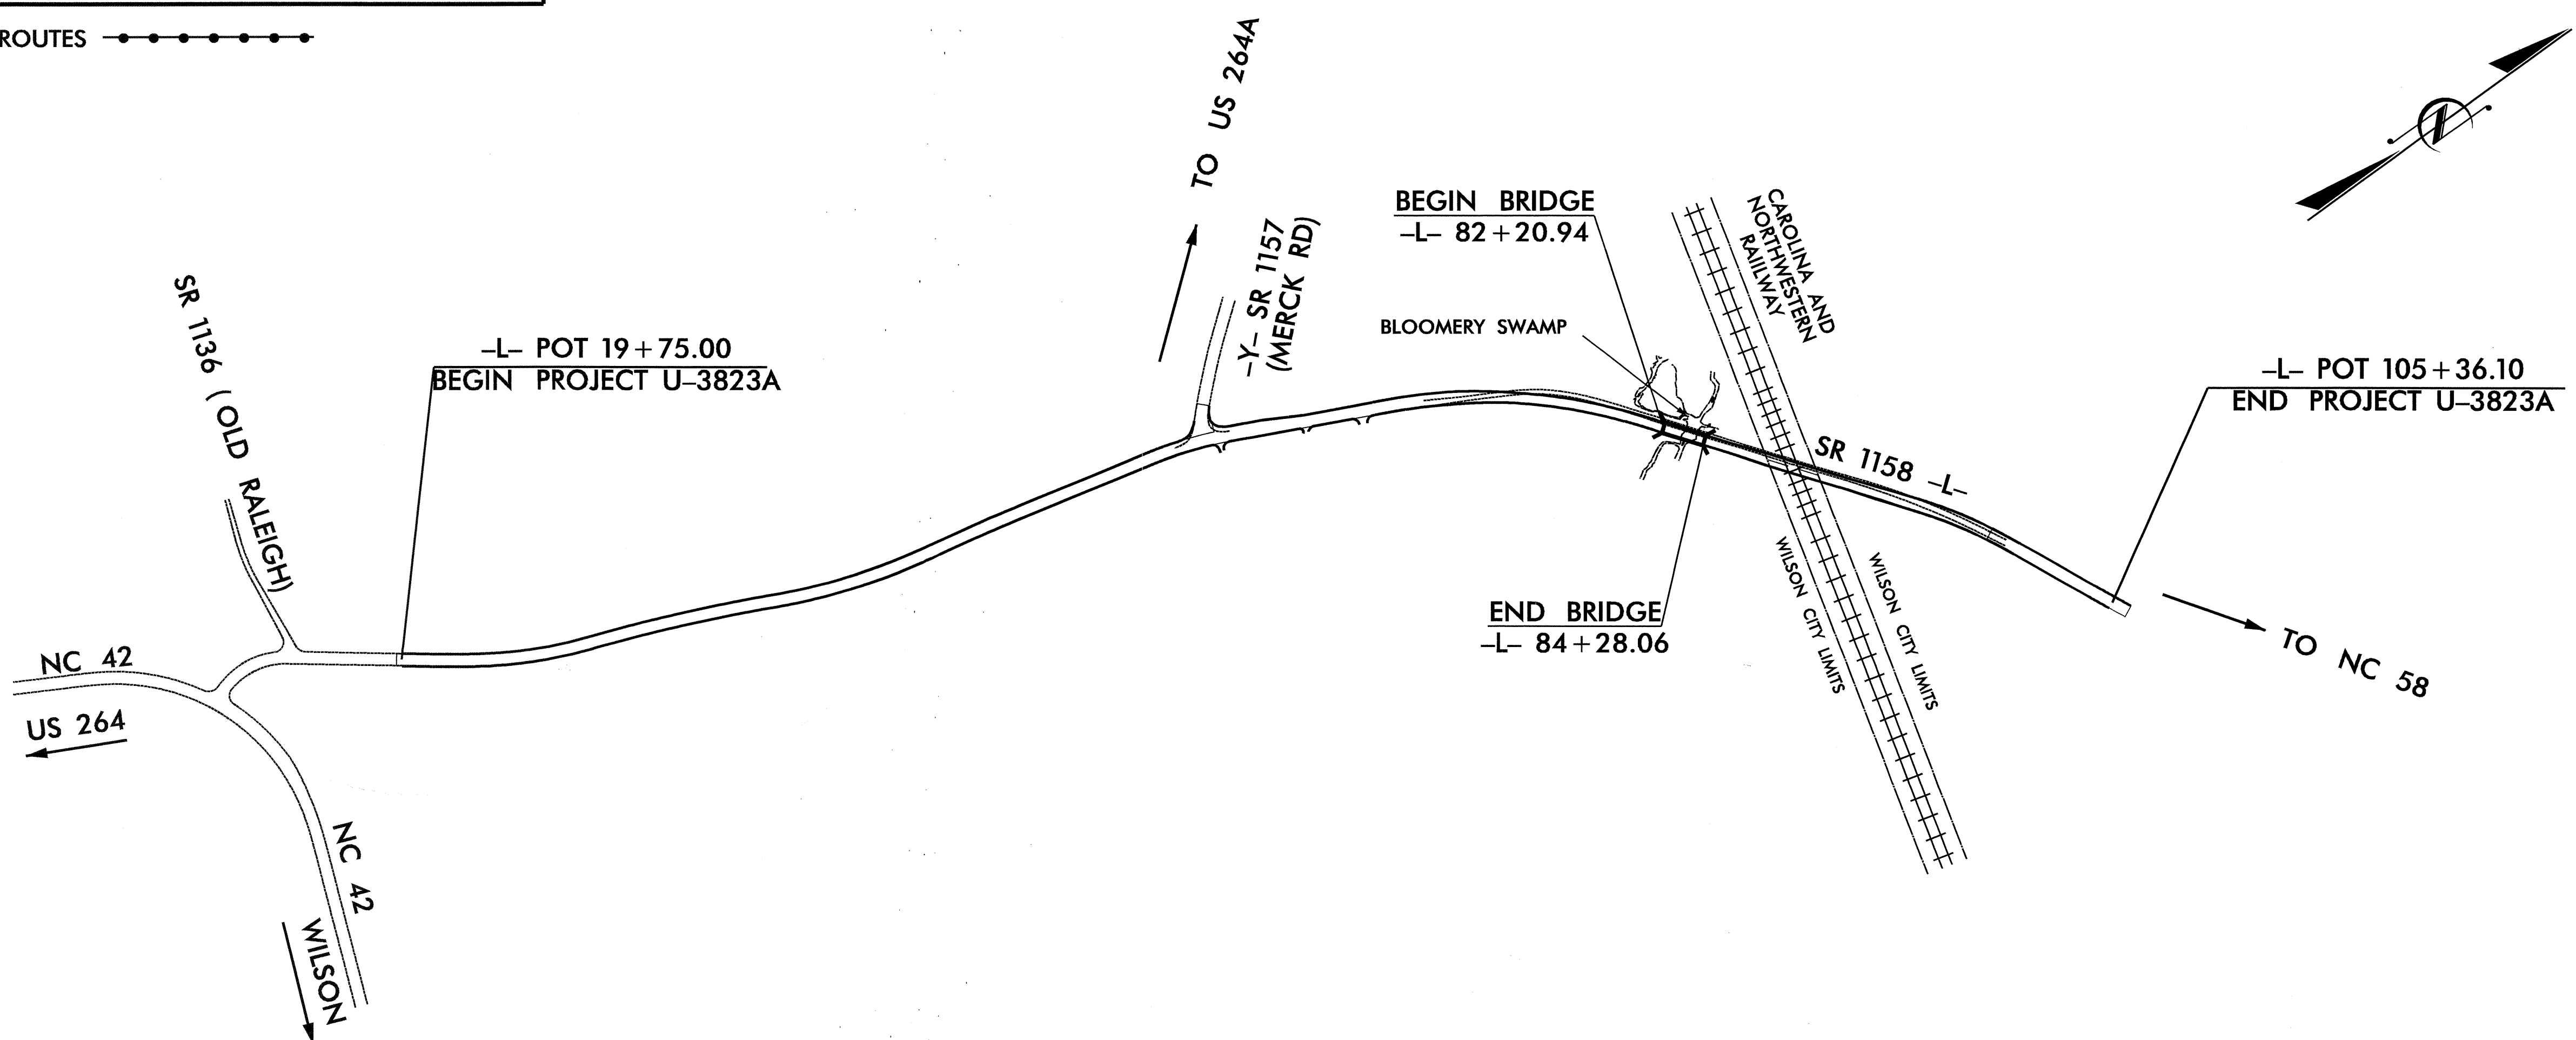 ROUTES
TO US 264A
BEGIN BRIDGE
-L- 82+20.94
CAROLINA AND
NORTHWESTERN
RAILWAY
-Y- SR 1157
(MERCK RD)
BLOOMERY SWAMP
SR 1136 (OLD RALEIGH)
-L- POT 19+75.00
BEGIN PROJECT U-3823A
-L- POT 105+36.10
END PROJECT U-3823A
SR 1158 -L-
WILSON CITY LIMITS
WILSON CITY LIMITS
END BRIDGE
-L- 84+28.06
TO NC 58
NC 42
US 264
NC 42
WILSON